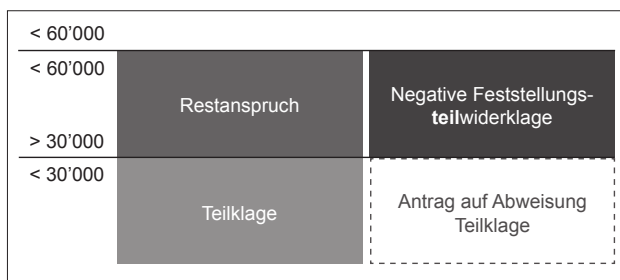 < 60’000
< 60’000
Restanspruch
Negative Feststellungs-
teilwiderklage
> 30’000
< 30’000
Teilklage
Antrag auf Abweisung
Teilklage